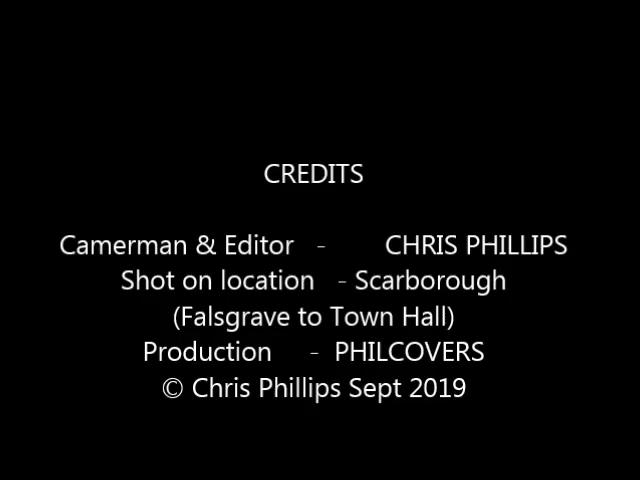 CREDITS
Camerman & Editor - CHRIS PHILLIPS
Shot on location - Scarborough
(Falsgrave to Town Hall)
Production - PHILCOVERS
© Chris Phillips Sept 2019